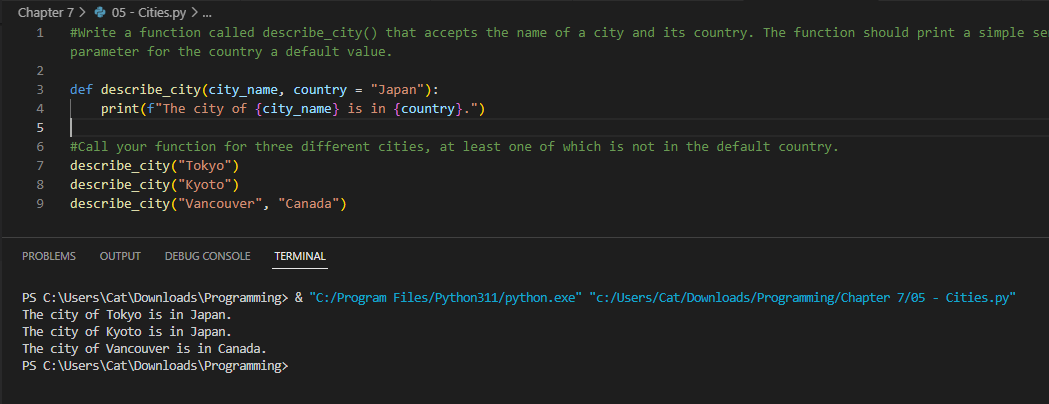 Chapter 7 > 05 - Cities.py > ...
1 #Write a function called describe_city() that accepts the name of a city and its country. The function should print a simple se
parameter for the country a default value.
2
3 def describe_city(city_name, country = "Japan"):
4 print(f"The city of {city_name} is in {country}.")
5
6 #Call your function for three different cities, at least one of which is not in the default country.
7 describe_city("Tokyo")
8 describe_city("Kyoto")
9 describe_city("Vancouver", "Canada")
PROBLEMS OUTPUT DEBUG CONSOLE TERMINAL
PS C:\Users\Cat\Downloads\Programming> & "C:/Program Files/Python311/python.exe" "c:/Users/Cat/Downloads/Programming/Chapter 7/05 - Cities.py"
The city of Tokyo is in Japan.
The city of Kyoto is in Japan.
The city of Vancouver is in Canada.
PS C:\Users\Cat\Downloads\Programming>